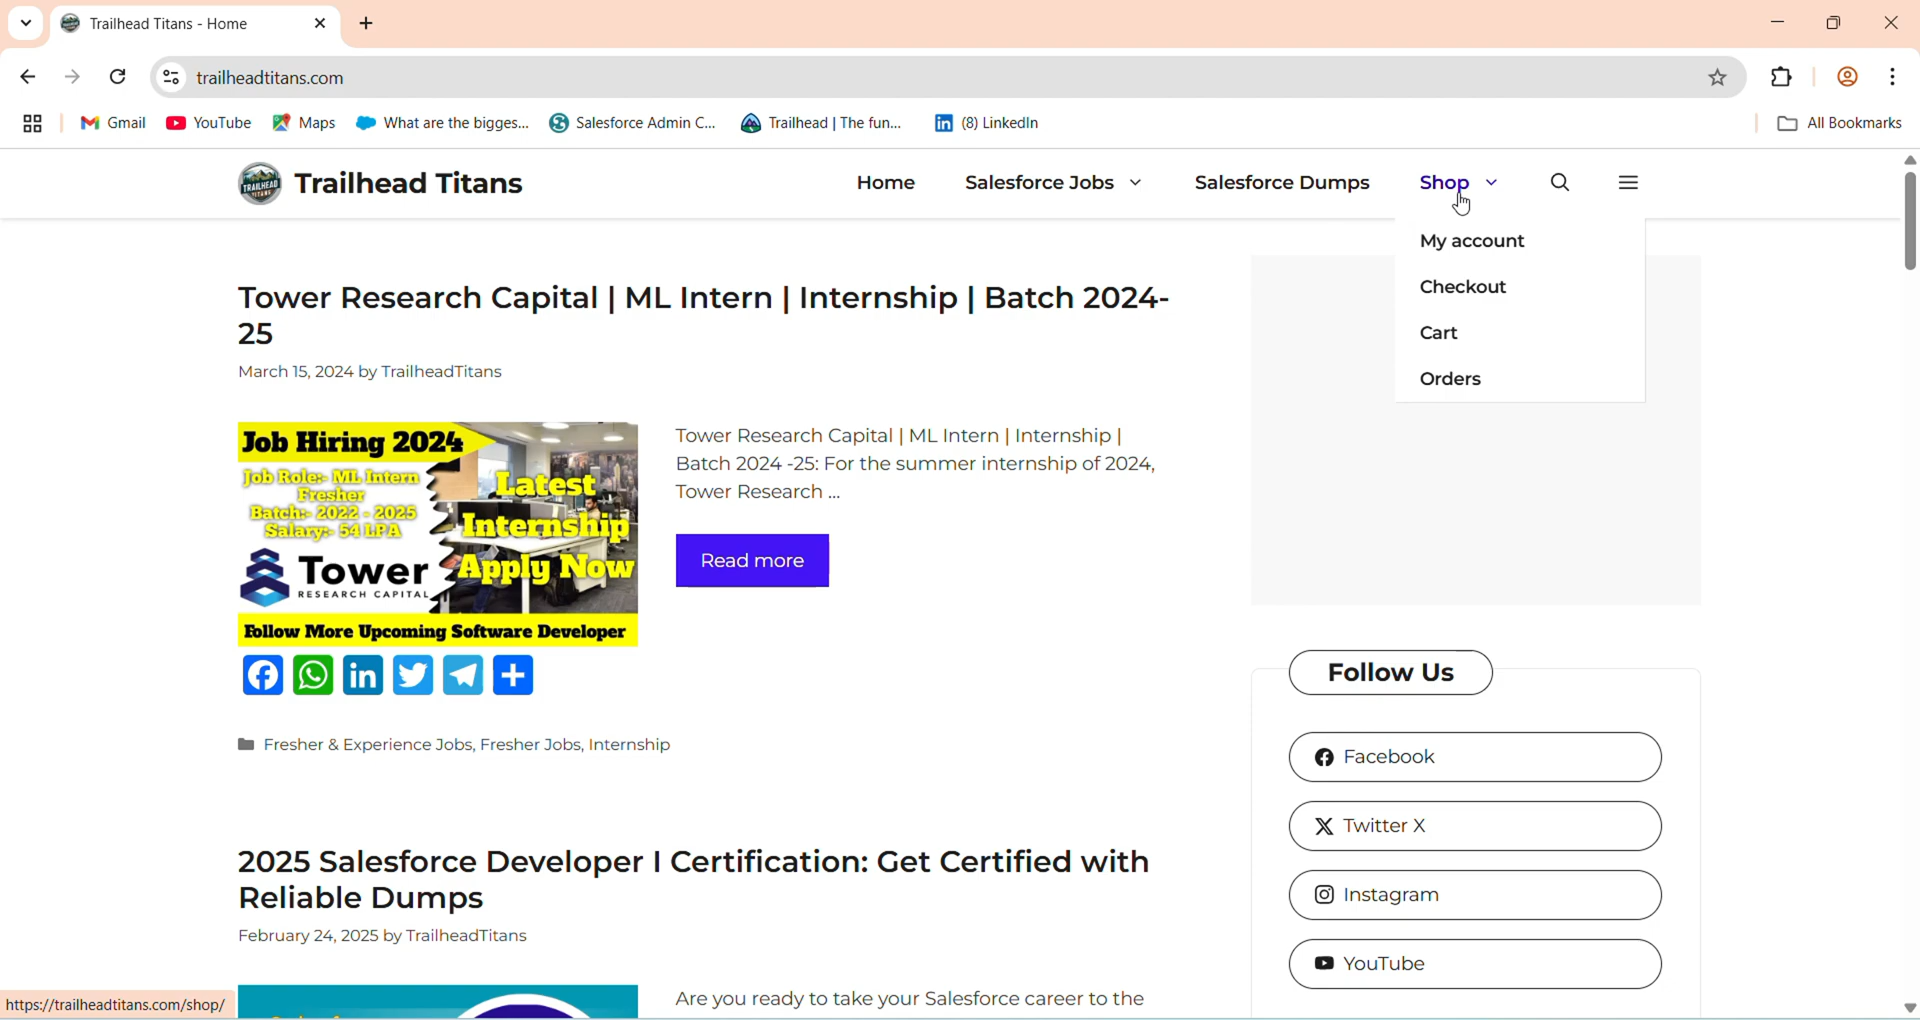 Trailhead Titans - Home
trailheadtitans.com
Gmail YouTube Maps What are the bigges... Salesforce Admin C... Trailhead | The fun... (8) LinkedIn All Bookmarks
TRAILHEAD
Trailhead Titans
Home Salesforce Jobs Salesforce Dumps Shop
My account
Checkout
Cart
Orders
Tower Research Capital | ML Intern | Internship | Batch 2024-
25
March 15, 2024 by TrailheadTitans
Job Hiring 2024
Job Role:- ML Intern
Fresher
Batch:- 2022 - 2025
Salary:- 54 LPA
Tower
RESEARCH CAPITAL
Latest
Internship
Apply Now
Follow More Upcoming Software Developer
Tower Research Capital | ML Intern | Internship |
Batch 2024 -25: For the summer internship of 2024,
Tower Research ...
Read more
Fresher & Experience Jobs, Fresher Jobs, Internship
Follow Us
Facebook
Twitter X
Instagram
YouTube
2025 Salesforce Developer I Certification: Get Certified with
Reliable Dumps
February 24, 2025 by TrailheadTitans
Are you ready to take your Salesforce career to the
https://trailheadtitans.com/shop/